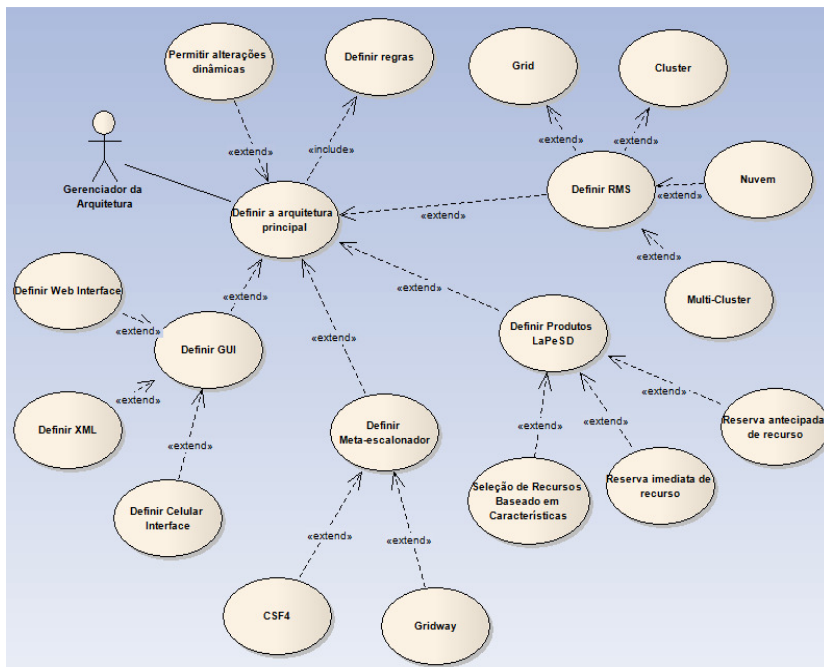 Permitir alterações
dinâmicas
Definir regras
Grid
Cluster
«extend»
«include»
«extend»
«extend»
Gerenciador da
Arquitetura
Definir a arquitetura
principal
Definir RMS
Nuvem
«extend»
«extend»
«extend»
Multi-Cluster
Definir Web Interface
«extend»
«extend»
Definir GUI
«extend»
Definir Produtos
LaPeSD
«extend»
Definir XML
«extend»
«extend»
Definir
Meta-escalonador
«extend»
«extend»
«extend»
Reserva antecipada
de recurso
Definir Celular
Interface
Seleção de Recursos
Baseado em
Características
Reserva imediata de
recurso
«extend»
«extend»
CSF4
Gridway